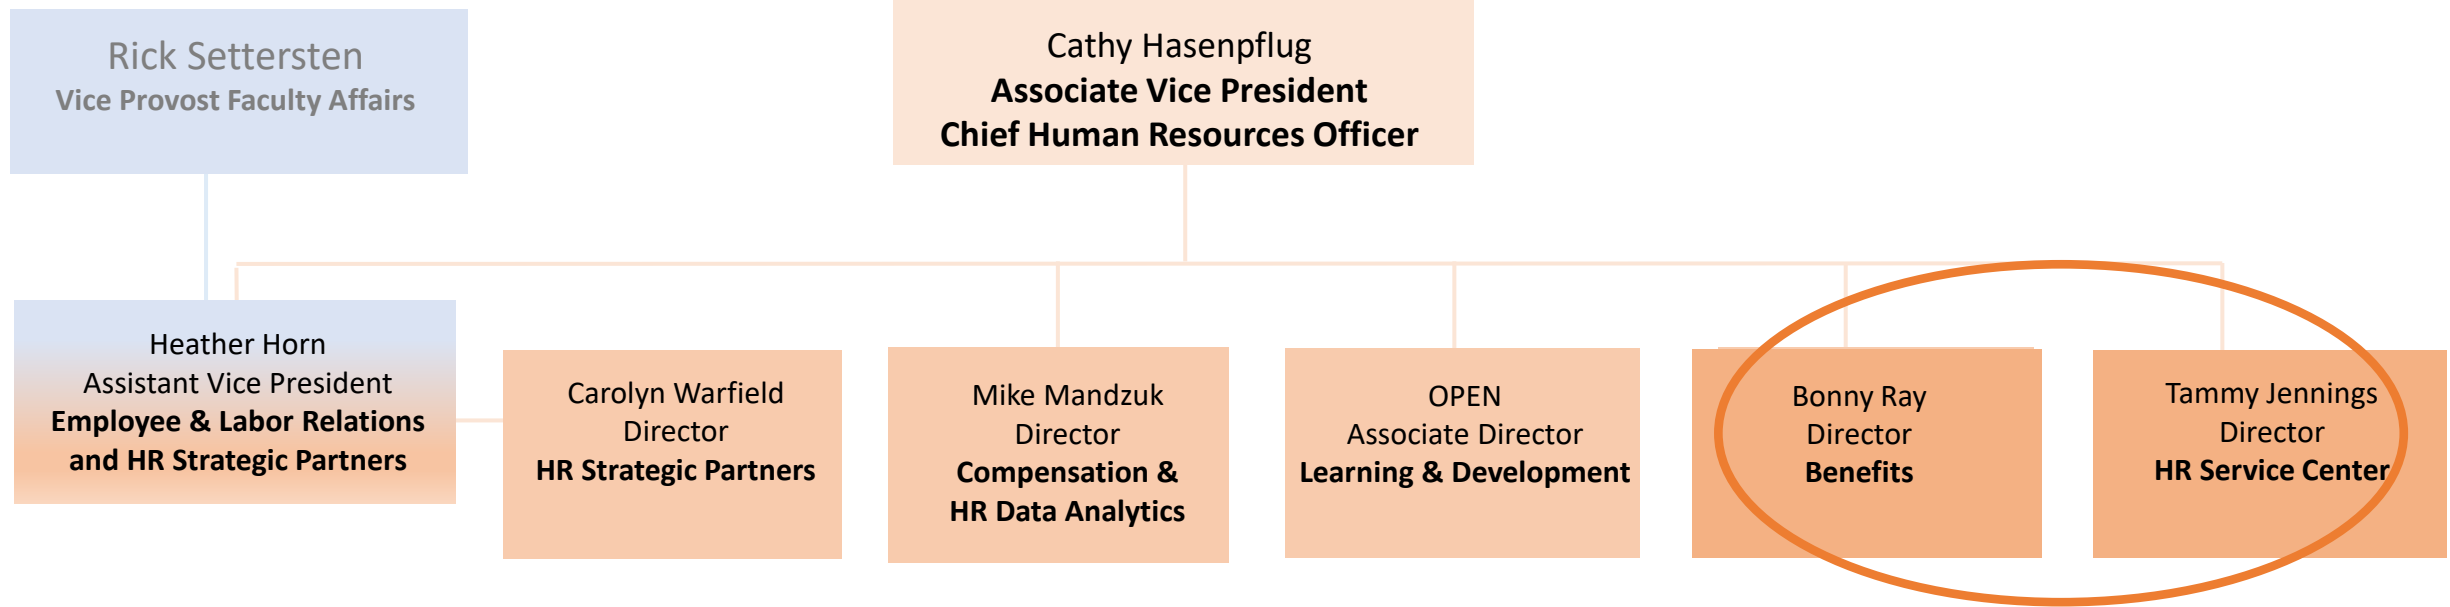 Rick Settersten
Vice Provost Faculty Affairs
Cathy Hasenpflug
Associate Vice President
Chief Human Resources Officer
Heather Horn
Assistant Vice President
Employee & Labor Relations
and HR Strategic Partners
Carolyn Warfield
Director
HR Strategic Partners
Mike Mandzuk
Director
Compensation &
HR Data Analytics
OPEN
Associate Director
Learning & Development
Bonny Ray
Director
Benefits
Tammy Jennings
Director
HR Service Center